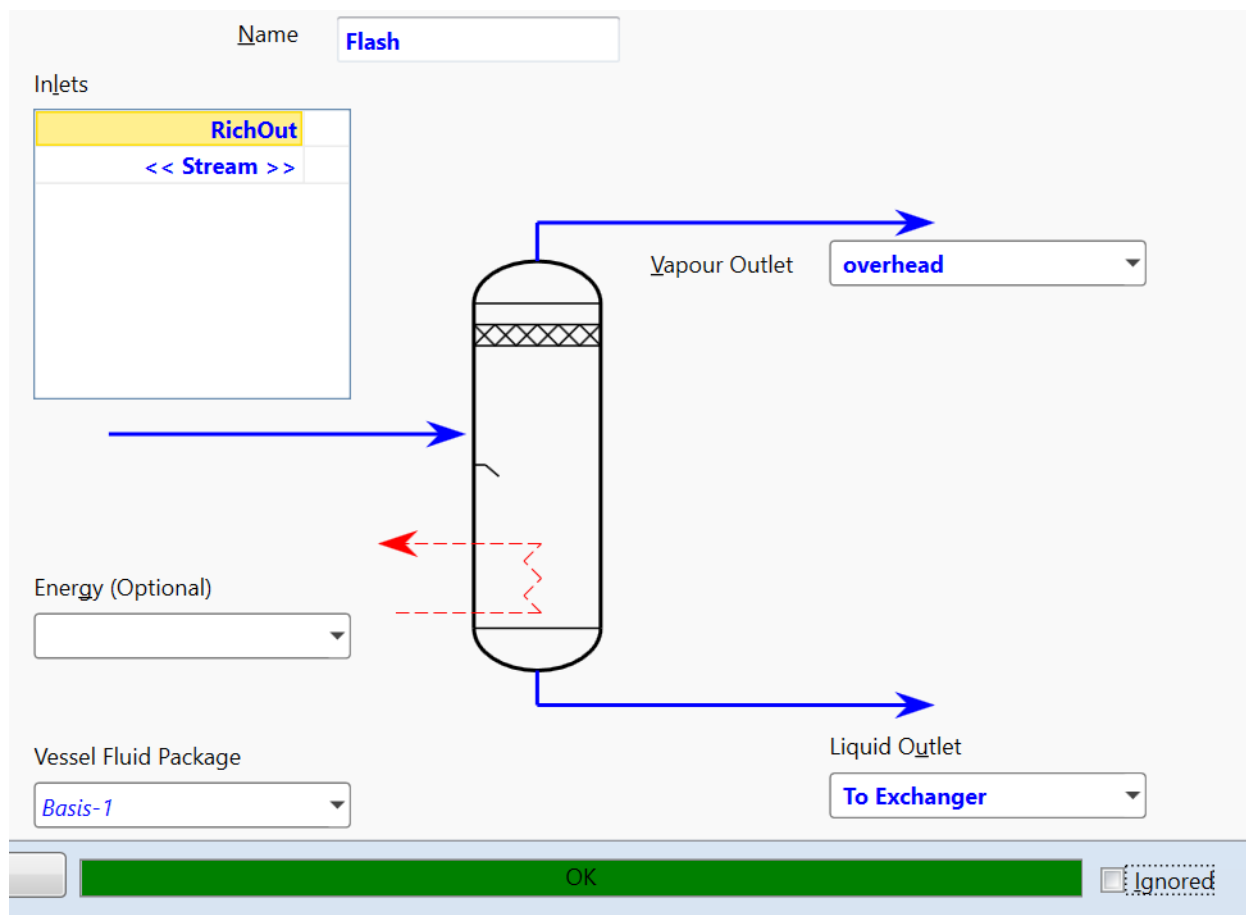 Name
Flash
Inlets
RichOut
<< Stream >>
Vapour Outlet
overhead
Energy (Optional)
Vessel Fluid Package
Basis-1
Liquid Outlet
To Exchanger
OK
Ignored